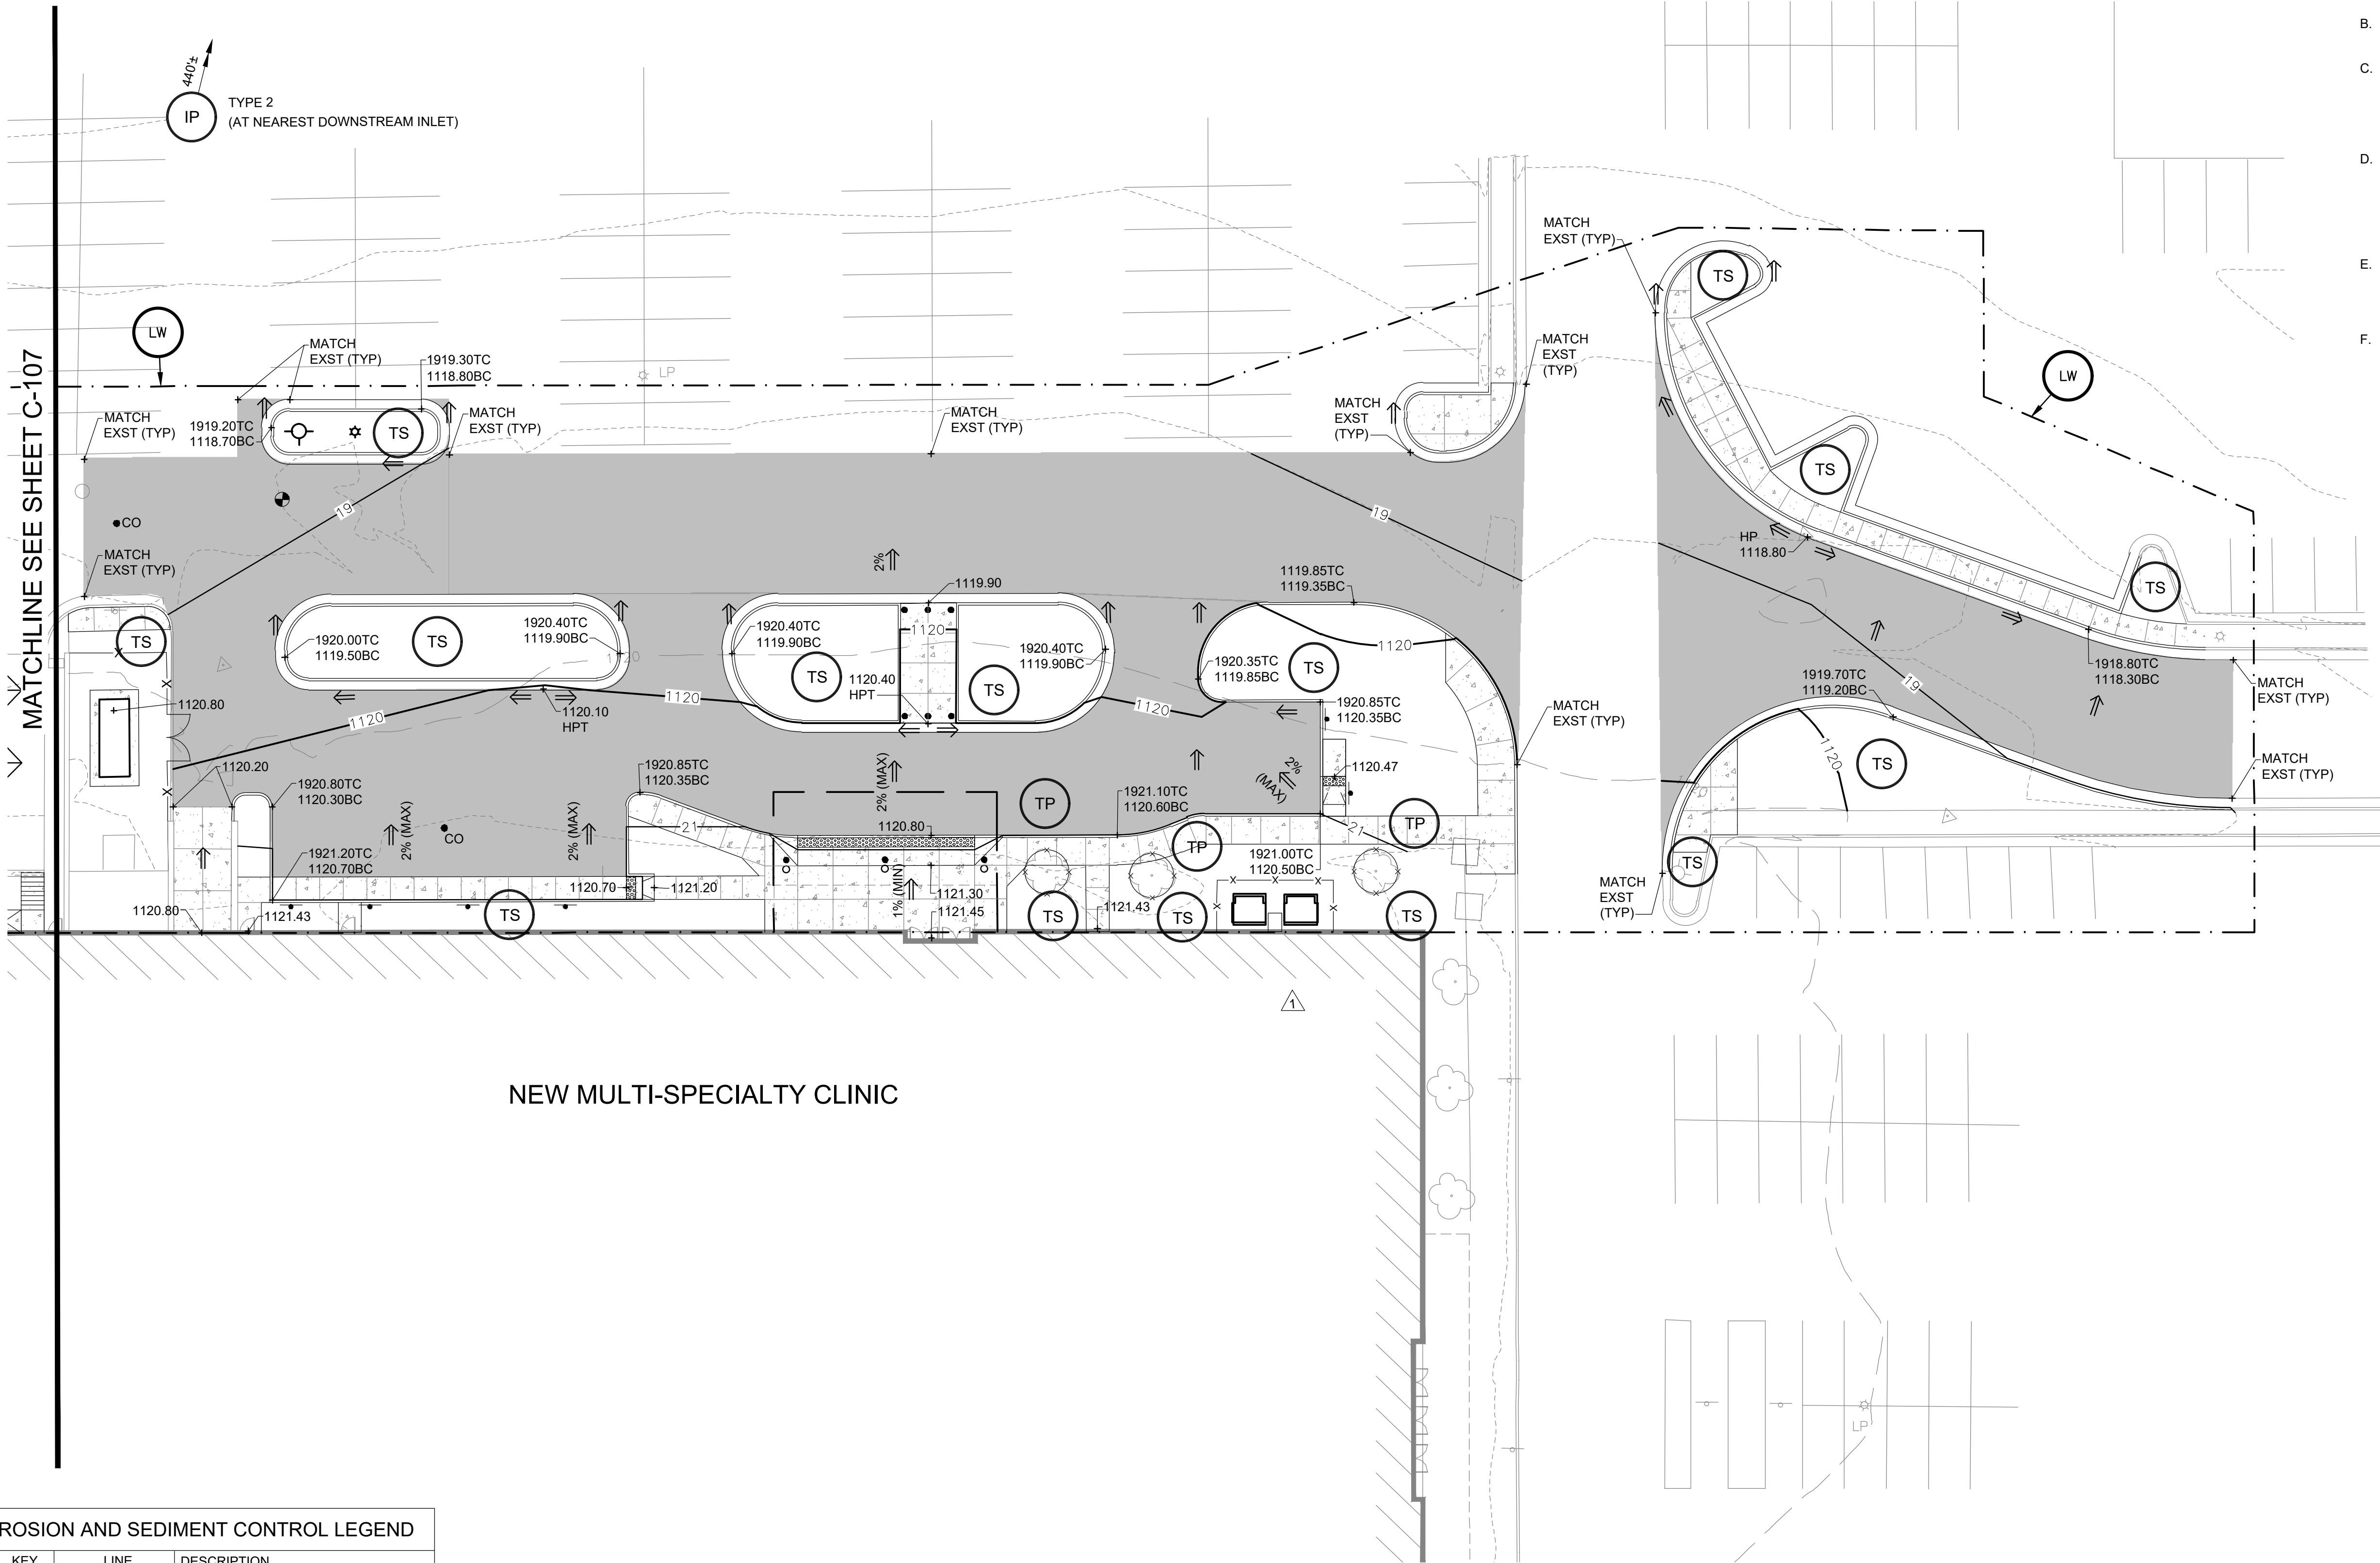 B.
C.
D.
E.
F.
440'±
IP
TYPE 2
(AT NEAREST DOWNSTREAM INLET)
MATCHLINE SEE SHEET C-107
LW
MATCH
EXST (TYP)
1919.30TC
1118.80BC
LP
MATCH
EXST (TYP)
1919.20TC
1118.70BC
TS
MATCH
EXST (TYP)
MATCH
EXST (TYP)
MATCH
EXST
(TYP)
MATCH
EXST
(TYP)
MATCH
EXST (TYP)
TS
LW
TS
19
19
CO
MATCH
EXST (TYP)
2%
1119.90
1119.85TC
1119.35BC
HP
1118.80
TS
TS
1920.00TC
1119.50BC
TS
1920.40TC
1119.90BC
1120
1920.40TC
1119.90BC
TS
1120
1120.40
HPT
TS
1920.40TC
1119.90BC
1920.35TC
1119.85BC
TS
1120
1918.80TC
1118.30BC
1919.70TC
1119.20BC
19
MATCH
EXST (TYP)
1120.80
1120
1120.10
HPT
1120
1120
1920.85TC
1120.35BC
MATCH
EXST (TYP)
1120
TS
MATCH
EXST (TYP)
1120.20
1920.80TC
1120.30BC
2% (MAX)
CO
2% (MAX)
1920.85TC
1120.35BC
21
2% (MAX)
1120.80
TP
1921.10TC
1120.60BC
2%
(MAX)
1120.47
21
TP
TP
1921.20TC
1120.70BC
1120.70
1121.20
1% (MIN)
1121.30
1121.45
1921.00TC
1120.50BC
TS
MATCH
EXST
(TYP)
1120.80
1121.43
TS
TS
1121.43
TS
TS
1
NEW MULTI-SPECIALTY CLINIC
LP
ROSION AND SEDIMENT CONTROL LEGEND
KEY LINE DESCRIPTION